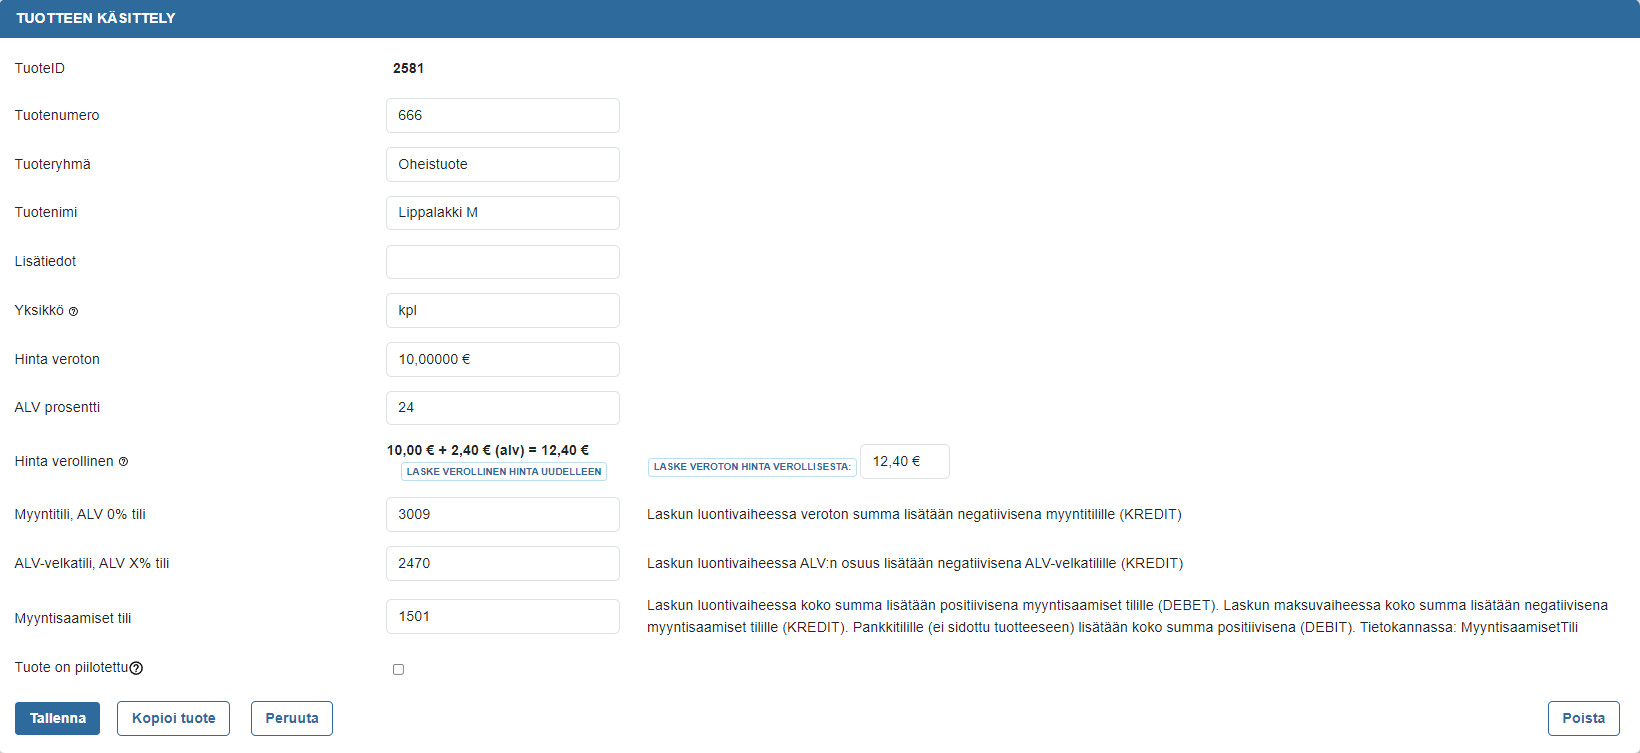 TUOTTEEN KÄSITTELY
TuoteID 2581
Tuotenumero 666
Tuoteryhmä Oheistuote
Tuotenimi Lippalakki M
Lisätiedot
Yksikkö kpl
Hinta veroton 10,00000 €
ALV prosentti 24
Hinta verollinen 10,00 € + 2,40 € (alv) = 12,40 €
LASKE VEROLLINEN HINTA UUDELLEEN LASKE VEROTON HINTA VEROLLISESTA: 12,40 €
Myyntitili, ALV 0% tili 3009 Laskun luontivaiheessa veroton summa lisätään negatiivisena myyntitilille (KREDIT)
ALV-velkatili, ALV X% tili 2470 Laskun luontivaiheessa ALV:n osuus lisätään negatiivisena ALV-velkatilille (KREDIT)
Myyntisaamiset tili 1501 Laskun luontivaiheessa koko summa lisätään positiivisena myyntisaamiset tilille (DEBET). Laskun maksuvaiheessa koko summa lisätään negatiivisena
myyntisaamiset tilille (KREDIT). Pankkitilille (ei sidottu tuotteeseen) lisätään koko summa positiivisena (DEBIT). Tietokannassa: MyyntisaamisetTili
Tuote on piilotettu
Tallenna Kopioi tuote Peruuta Poista